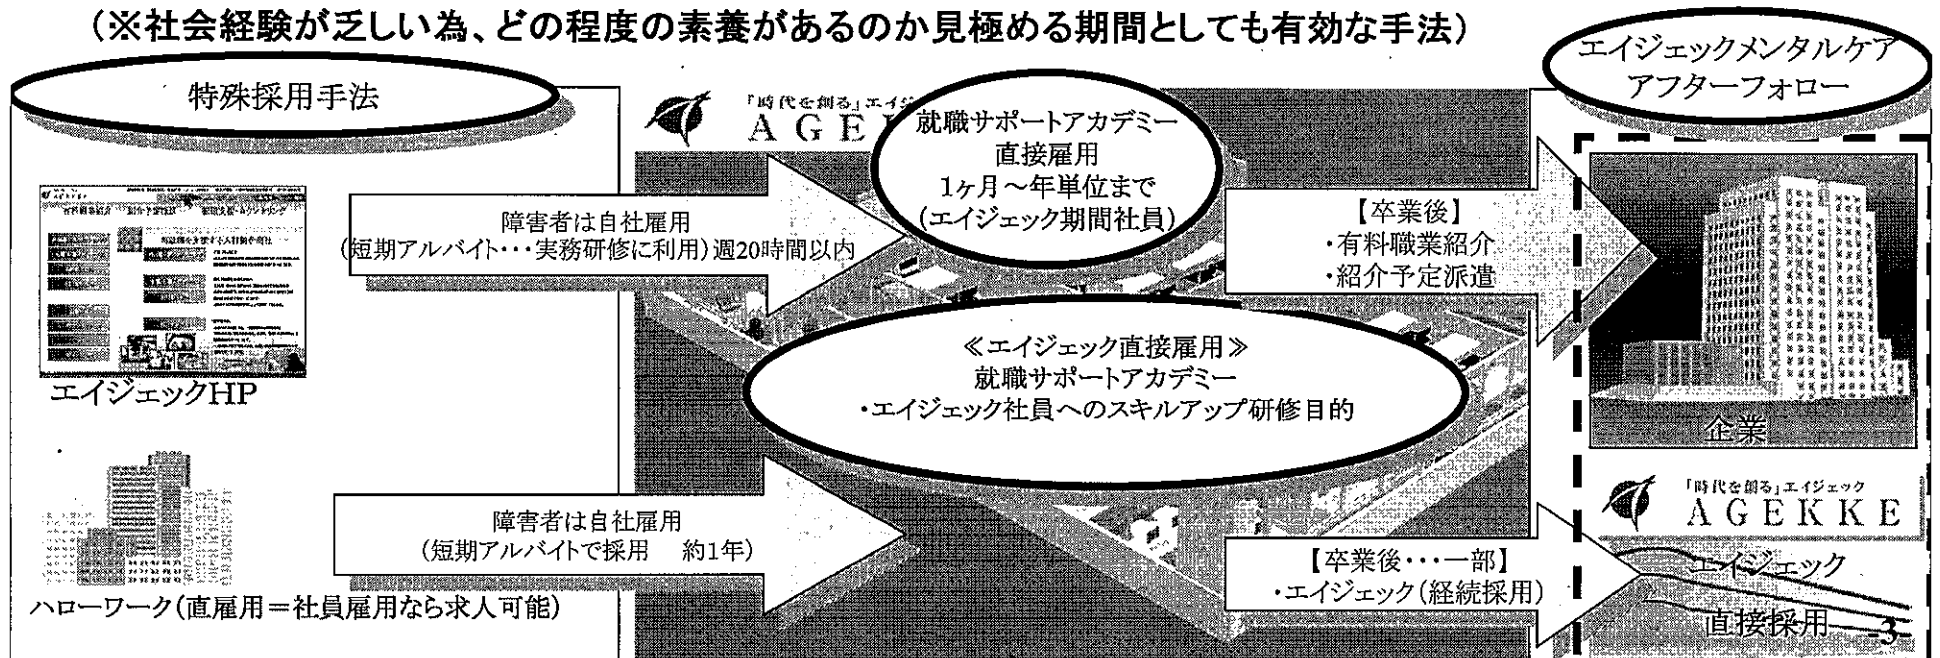 (※社会経験が乏しい為、どの程度の素養があるのか見極める期間としても有効な手法)
特殊採用手法
エイジェックHP
ハローワーク(直雇用＝社員雇用なら求人可能)
障害者は自社雇用
(短期アルバイト・・・実務研修に利用)週20時間以内
障害者は自社雇用
(短期アルバイトで採用　約1年)
「時代を創る」エイジ
AGE
就職サポートアカデミー
直接雇用
1ヶ月～年単位まで
(エイジェック期間社員)
≪エイジェック直接雇用≫
就職サポートアカデミー
・エイジェック社員へのスキルアップ研修目的
【卒業後】
・有料職業紹介
・紹介予定派遣
【卒業後・・・一部】
・エイジェック(経続採用)
エイジェックメンタルケア
アフターフォロー
企業
「時代を創る」エイジェック
AGEKKE
エイジェック
直接採用
-3